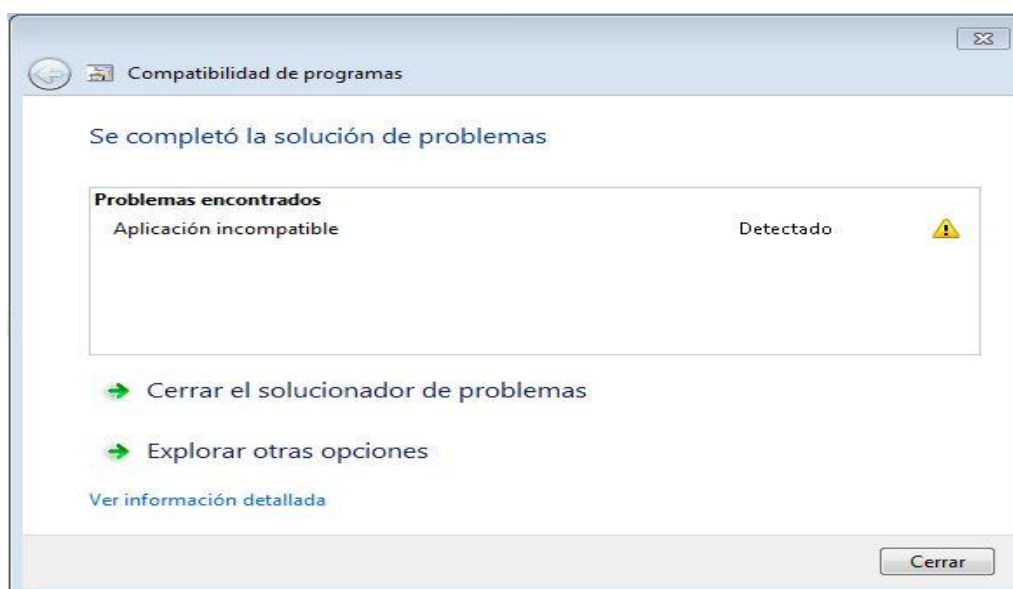 Compatibilidad de programas
Se completó la solución de problemas
Problemas encontrados
Aplicación incompatible Detectado
Cerrar el solucionador de problemas
Explorar otras opciones
Ver información detallada
Cerrar